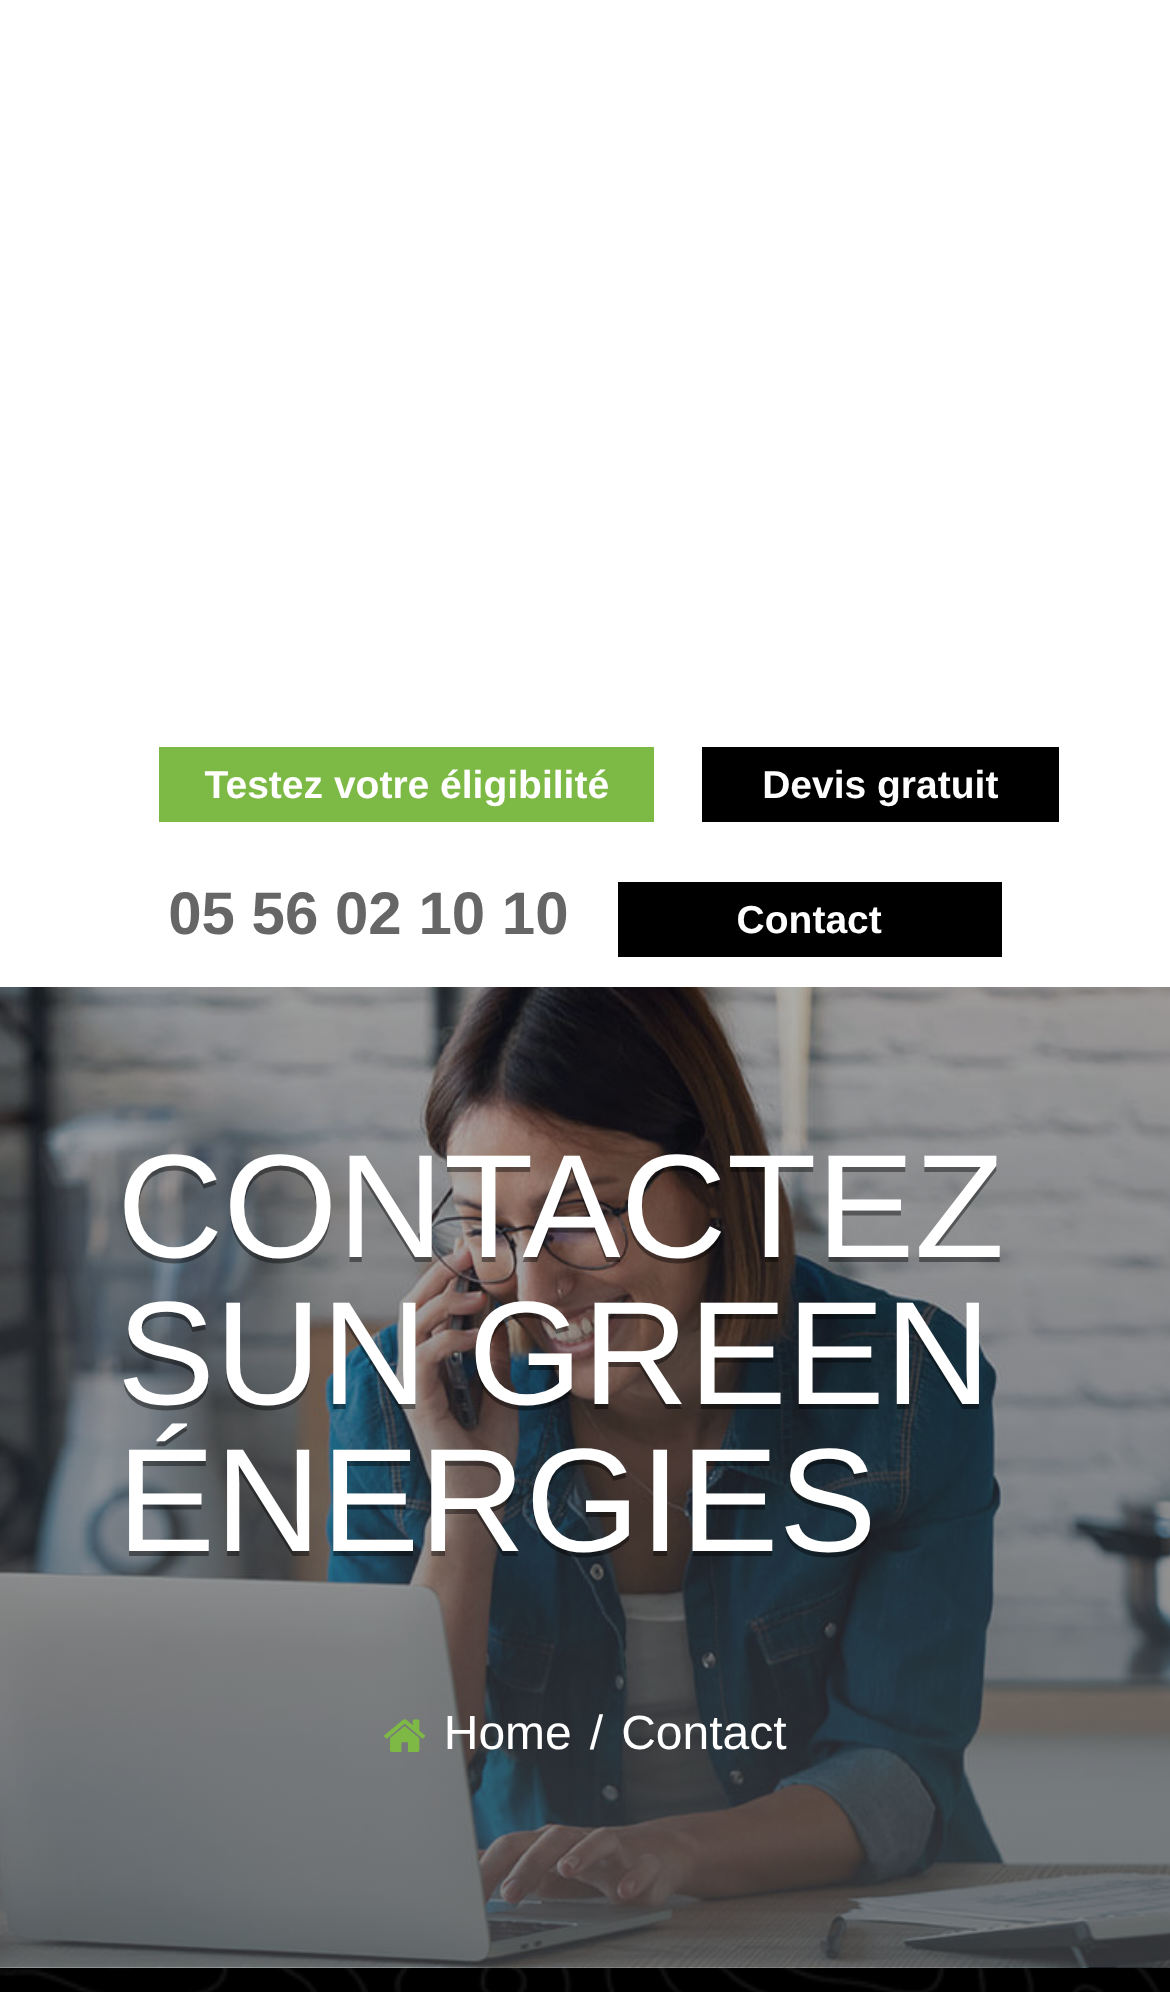 Testez votre éligibilité
Devis gratuit
05 56 02 10 10
Contact
CONTACTEZ
SUN GREEN
ÉNERGIES
Home / Contact